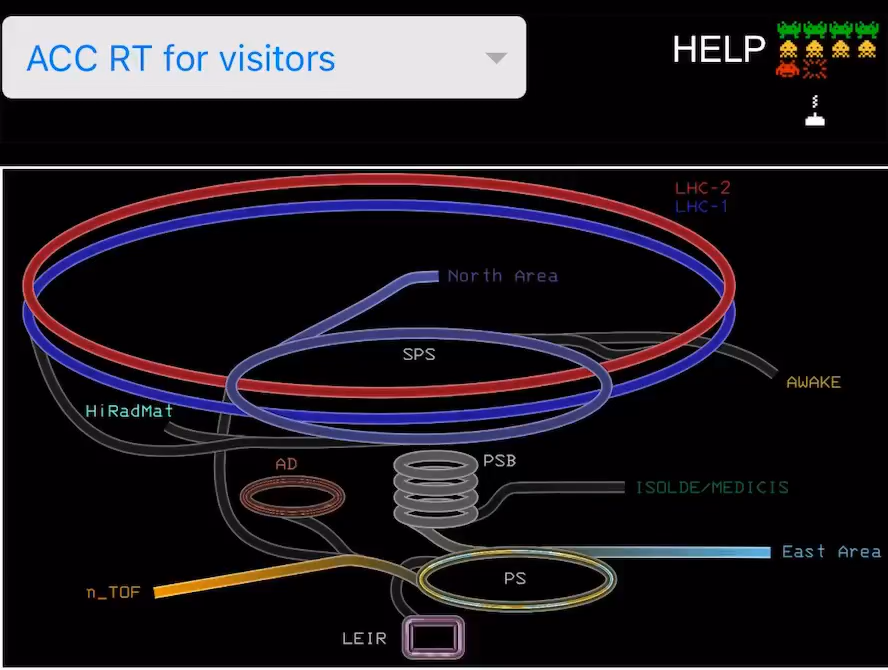 ACC RT for visitors
HELP
LHC-2
LHC-1
North Area
SPS
AWAKE
HiRadMat
AD
PSB
ISOLDE/MEDICIS
East Area
PS
n_TOF
LEIR